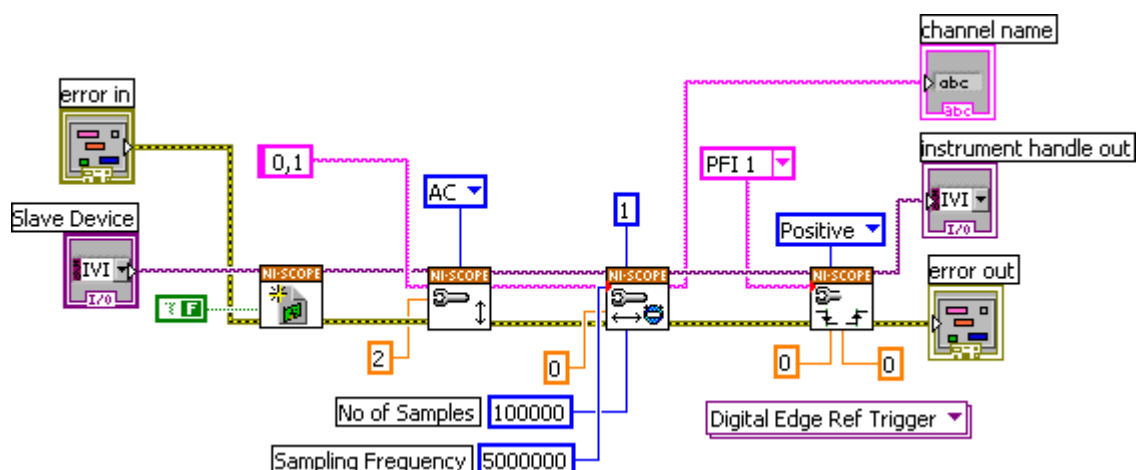 channel name
abc
abc
error in
0,1
PFI 1
instrument handle out
IVI
I/O
AC
1
Slave Device
IVI
I/O
Positive
NI-SCOPE
NI-SCOPE
NI-SCOPE
NI-SCOPE
error out
F
2
0
0
0
No of Samples
100000
Digital Edge Ref Trigger
Sampling Frequency
5000000